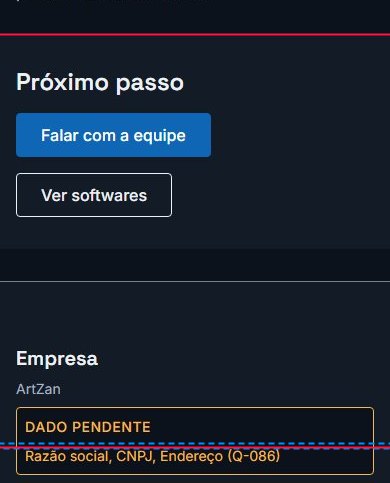 Próximo passo
Falar com a equipe
Ver softwares
Empresa
ArtZan
DADO PENDENTE
Razão social, CNPJ, Endereço (Q-086)